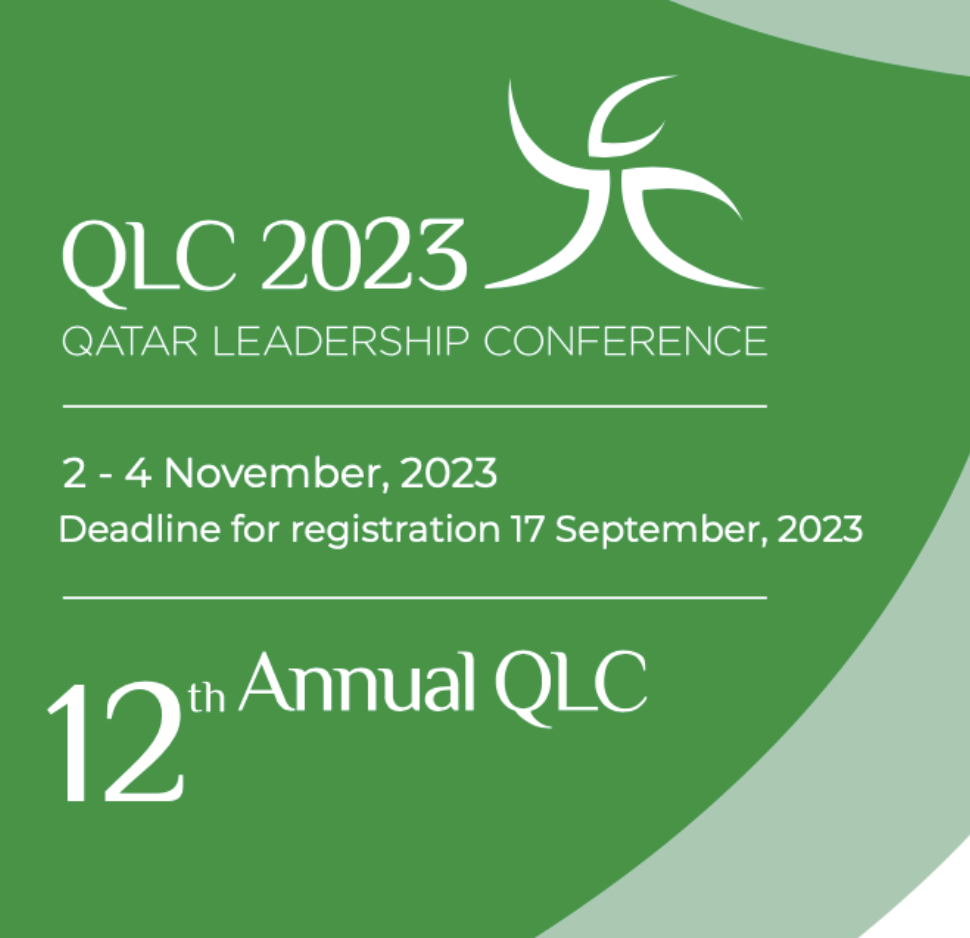 QLC 2023
QATAR LEADERSHIP CONFERENCE
2 - 4 November, 2023
Deadline for registration 17 September, 2023
12th Annual QLC